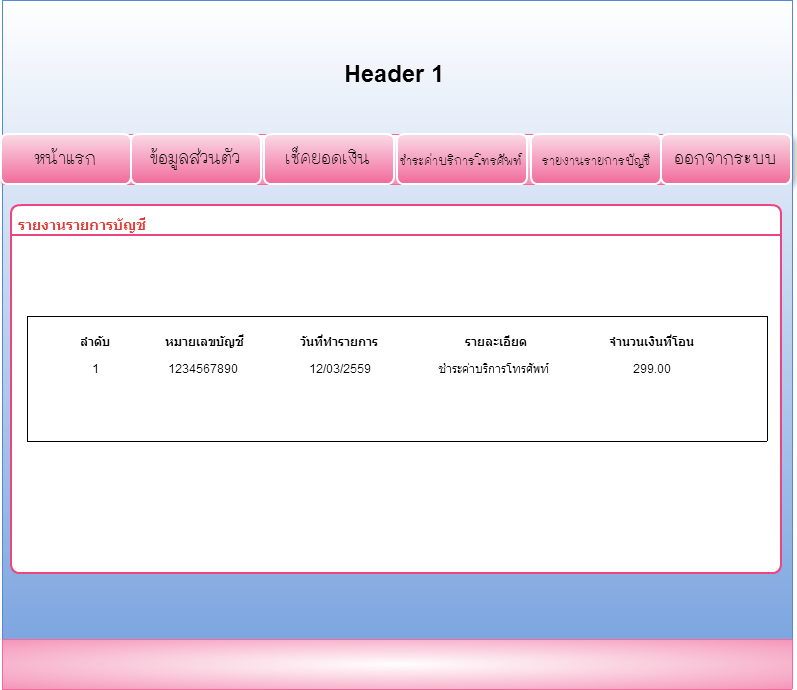 Header 1
หน้าแรก ข้อมูลส่วนตัว เช็คยอดเงิน ชำระค่าบริการโทรศัพท์ รายงานรายการบัญชี ออกจากระบบ
รายงานรายการบัญชี
ลำดับ หมายเลขบัญชี วันที่ทำรายการ รายละเอียด จำนวนเงินที่โอน
1 1234567890 12/03/2559 ชำระค่าบริการโทรศัพท์ 299.00